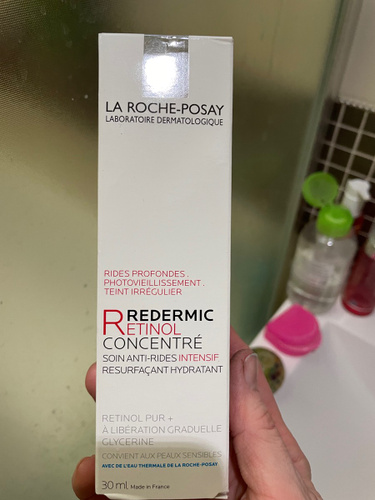 LA ROCHE-POSAY
LABORATOIRE DERMATOLOGIQUE
RIDES PROFONDES.
PHOTOVIEILLISSEMENT.
TEINT IRRÉGULIER
REDERMIC
RETINOL
CONCENTRÉ
SOIN ANTI-RIDES INTENSIF
RESURFAÇANT HYDRATANT
RETINOL PUR +
À LIBÉRATION GRADUELLE
GLYCERINE
CONVIENT AUX PEAUX SENSIBLES
AVEC DE L'EAU THERMALE DE LA ROCHE-POSAY
30 ml Made in France